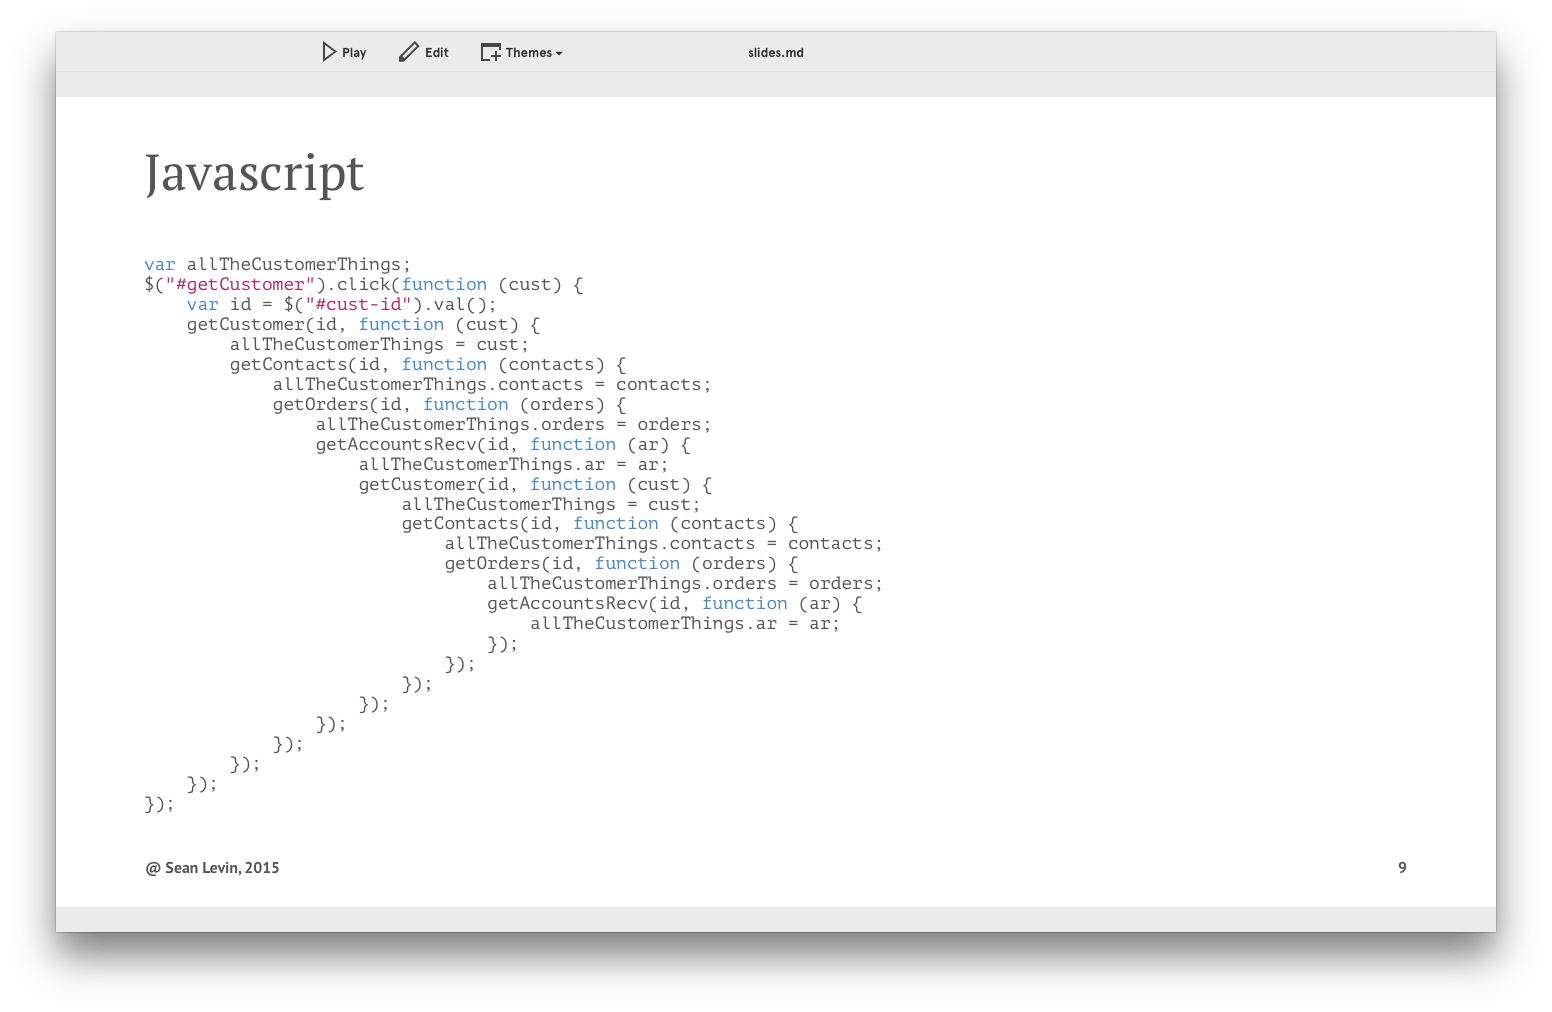 Play Edit Themes slides.md
Javascript
var allTheCustomerThings;
$("#getCustomer").click(function (cust) {
    var id = $("#cust-id").val();
    getCustomer(id, function (cust) {
        allTheCustomerThings = cust;
        getContacts(id, function (contacts) {
            allTheCustomerThings.contacts = contacts;
            getOrders(id, function (orders) {
                allTheCustomerThings.orders = orders;
                getAccountsRecv(id, function (ar) {
                    allTheCustomerThings.ar = ar;
                    getCustomer(id, function (cust) {
                        allTheCustomerThings = cust;
                        getContacts(id, function (contacts) {
                            allTheCustomerThings.contacts = contacts;
                            getOrders(id, function (orders) {
                                allTheCustomerThings.orders = orders;
                                getAccountsRecv(id, function (ar) {
                                    allTheCustomerThings.ar = ar;
                                });
                            });
                        });
                    });
                });
            });
        });
    });
});
@ Sean Levin, 2015
9